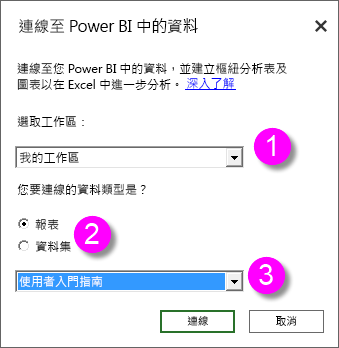 連線至 Power BI 中的資料
連線至您 Power BI 中的資料，並建立樞紐分析表及
圖表以在 Excel 中進一步分析。 深入了解
選取工作區：
1
我的工作區
您要連線的資料類型是？
報表
2
資料集
3
使用者入門指南
連線
取消